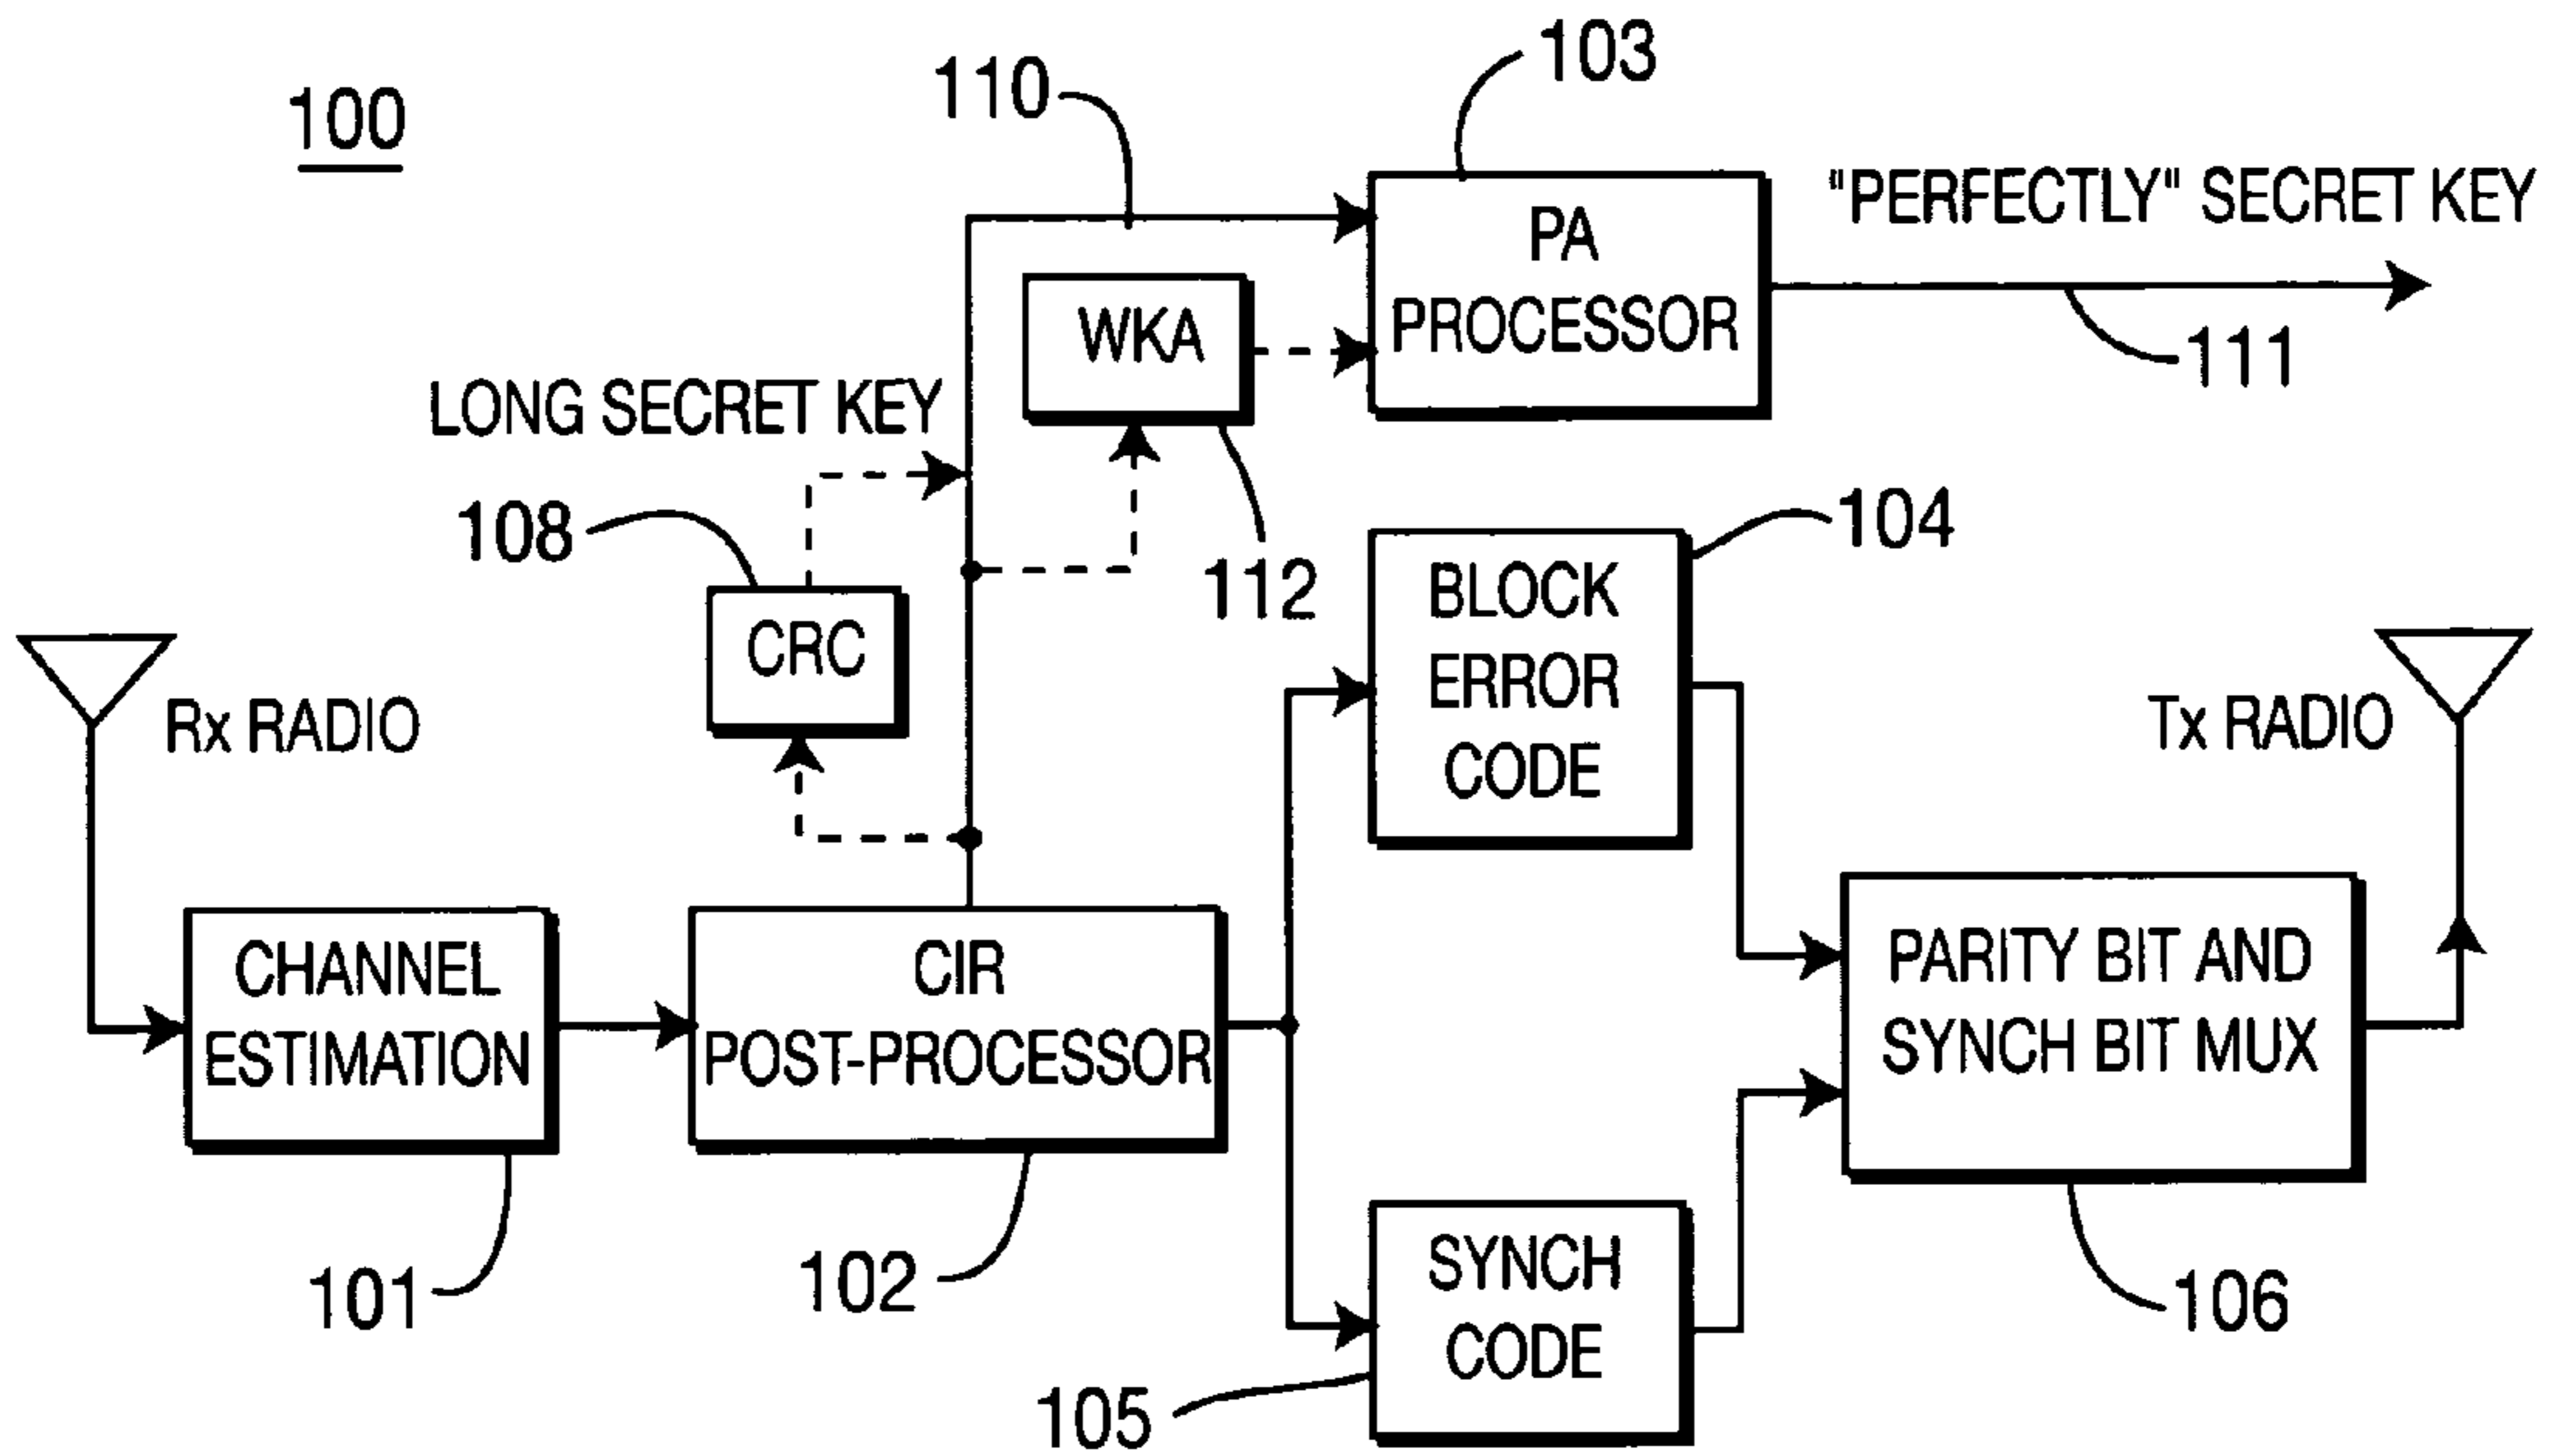 103
110
100
"PERFECTLY" SECRET KEY
PA
PROCESSOR
WKA
111
LONG SECRET KEY
108
104
112
BLOCK
ERROR
CODE
CRC
Rx RADIO
Tx RADIO
CHANNEL
ESTIMATION
CIR
POST-PROCESSOR
PARITY BIT AND
SYNCH BIT MUX
SYNCH
CODE
101
102
106
105